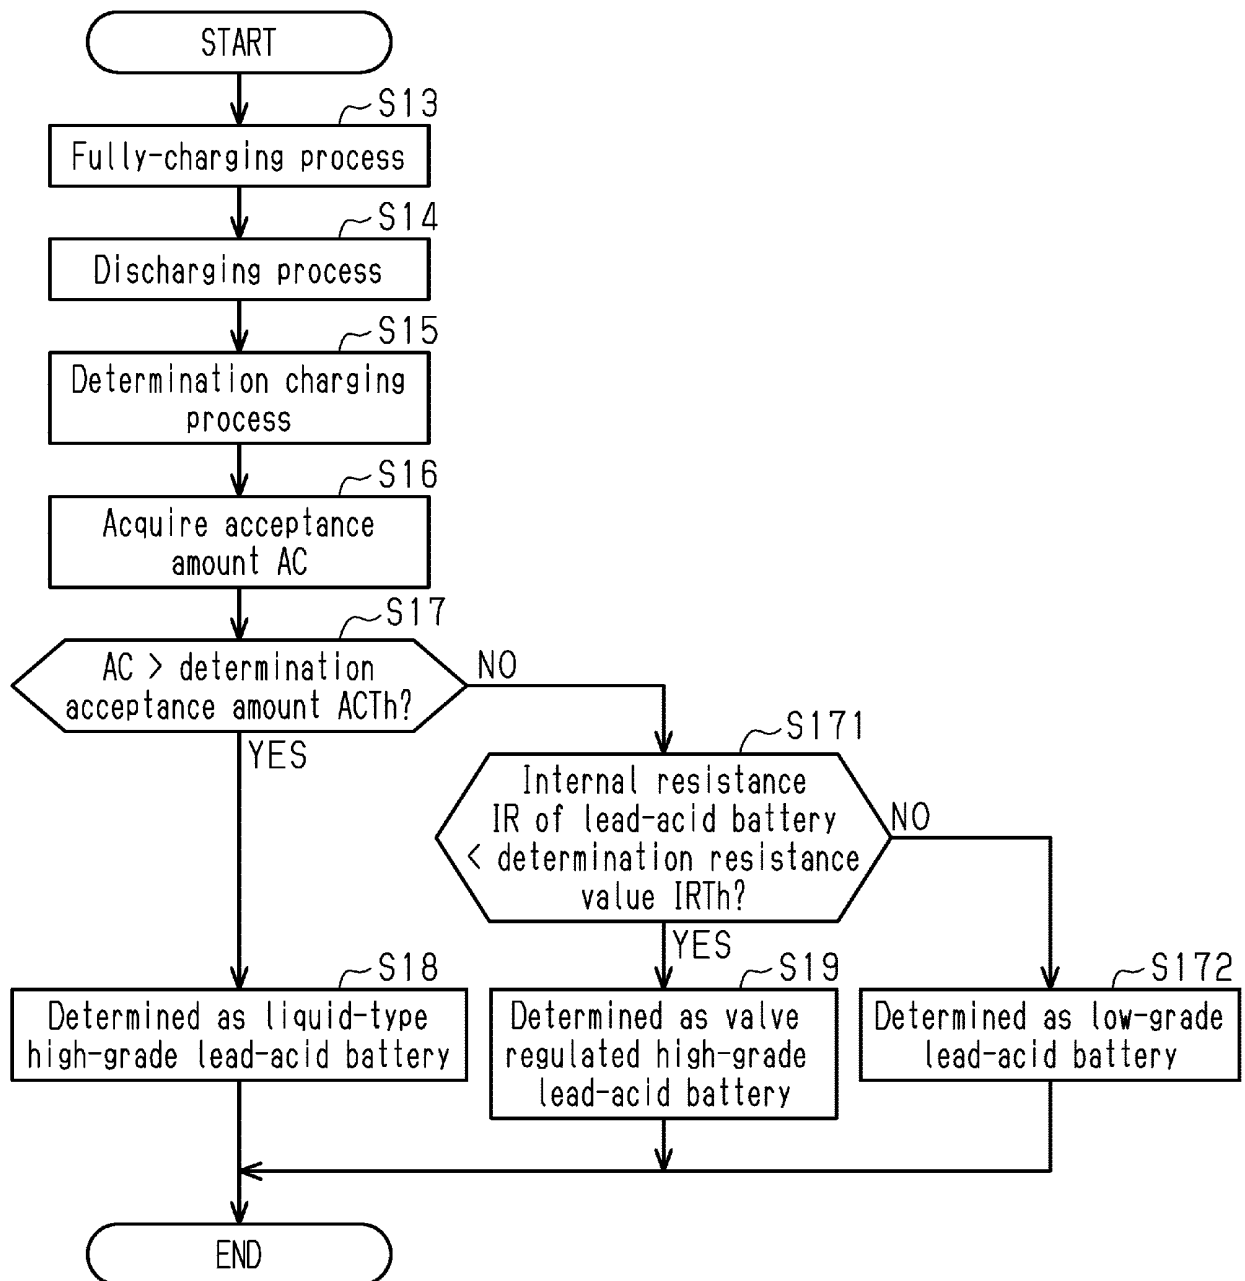 START
S13
Fully-charging process
S14
Discharging process
S15
Determination charging
process
S16
Acquire acceptance
amount AC
S17
AC > determination
acceptance amount ACTh?
NO
YES
S171
Internal resistance
IR of lead-acid battery
< determination resistance
value IRTh?
NO
YES
S18
Determined as liquid-type
high-grade lead-acid battery
S19
Determined as valve
regulated high-grade
lead-acid battery
S172
Determined as low-grade
lead-acid battery
END